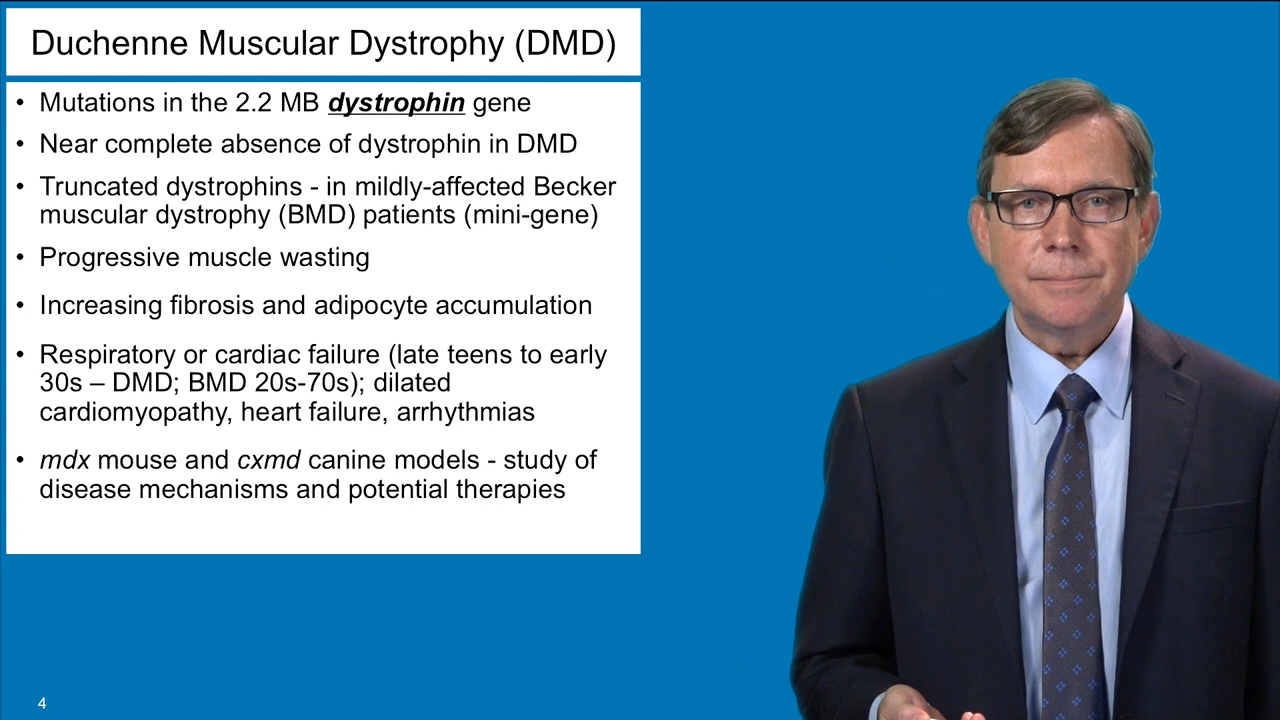 Duchenne Muscular Dystrophy (DMD)
• Mutations in the 2.2 MB dystrophin gene
• Near complete absence of dystrophin in DMD
• Truncated dystrophins - in mildly-affected Becker
muscular dystrophy (BMD) patients (mini-gene)
• Progressive muscle wasting
• Increasing fibrosis and adipocyte accumulation
• Respiratory or cardiac failure (late teens to early
30s – DMD; BMD 20s-70s); dilated
cardiomyopathy, heart failure, arrhythmias
• mdx mouse and cxmd canine models - study of
disease mechanisms and potential therapies
4